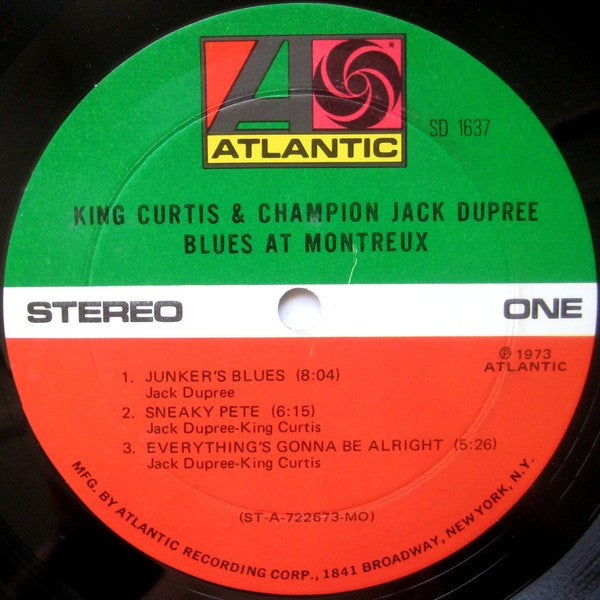 ATLANTIC
SD 1637
KING CURTIS & CHAMPION JACK DUPREE
BLUES AT MONTREUX
STEREO
ONE
℗ 1973
ATLANTIC
1. JUNKER'S BLUES (8:04)
Jack Dupree
2. SNEAKY PETE (6:15)
Jack Dupree-King Curtis
3. EVERYTHING'S GONNA BE ALRIGHT (5:26)
Jack Dupree-King Curtis
(ST-A-722673-MO)
MFG. BY ATLANTIC RECORDING CORP., 1841 BROADWAY, NEW YORK, N.Y.